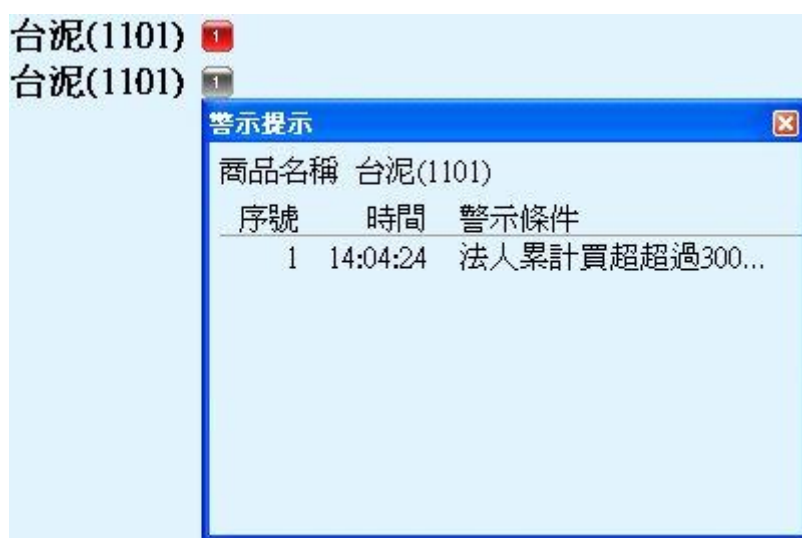 台泥(1101) 1
台泥(1101) 1
警示提示
商品名稱 台泥(1101)
序號 時間 警示條件
1 14:04:24 法人累計買超超過300...